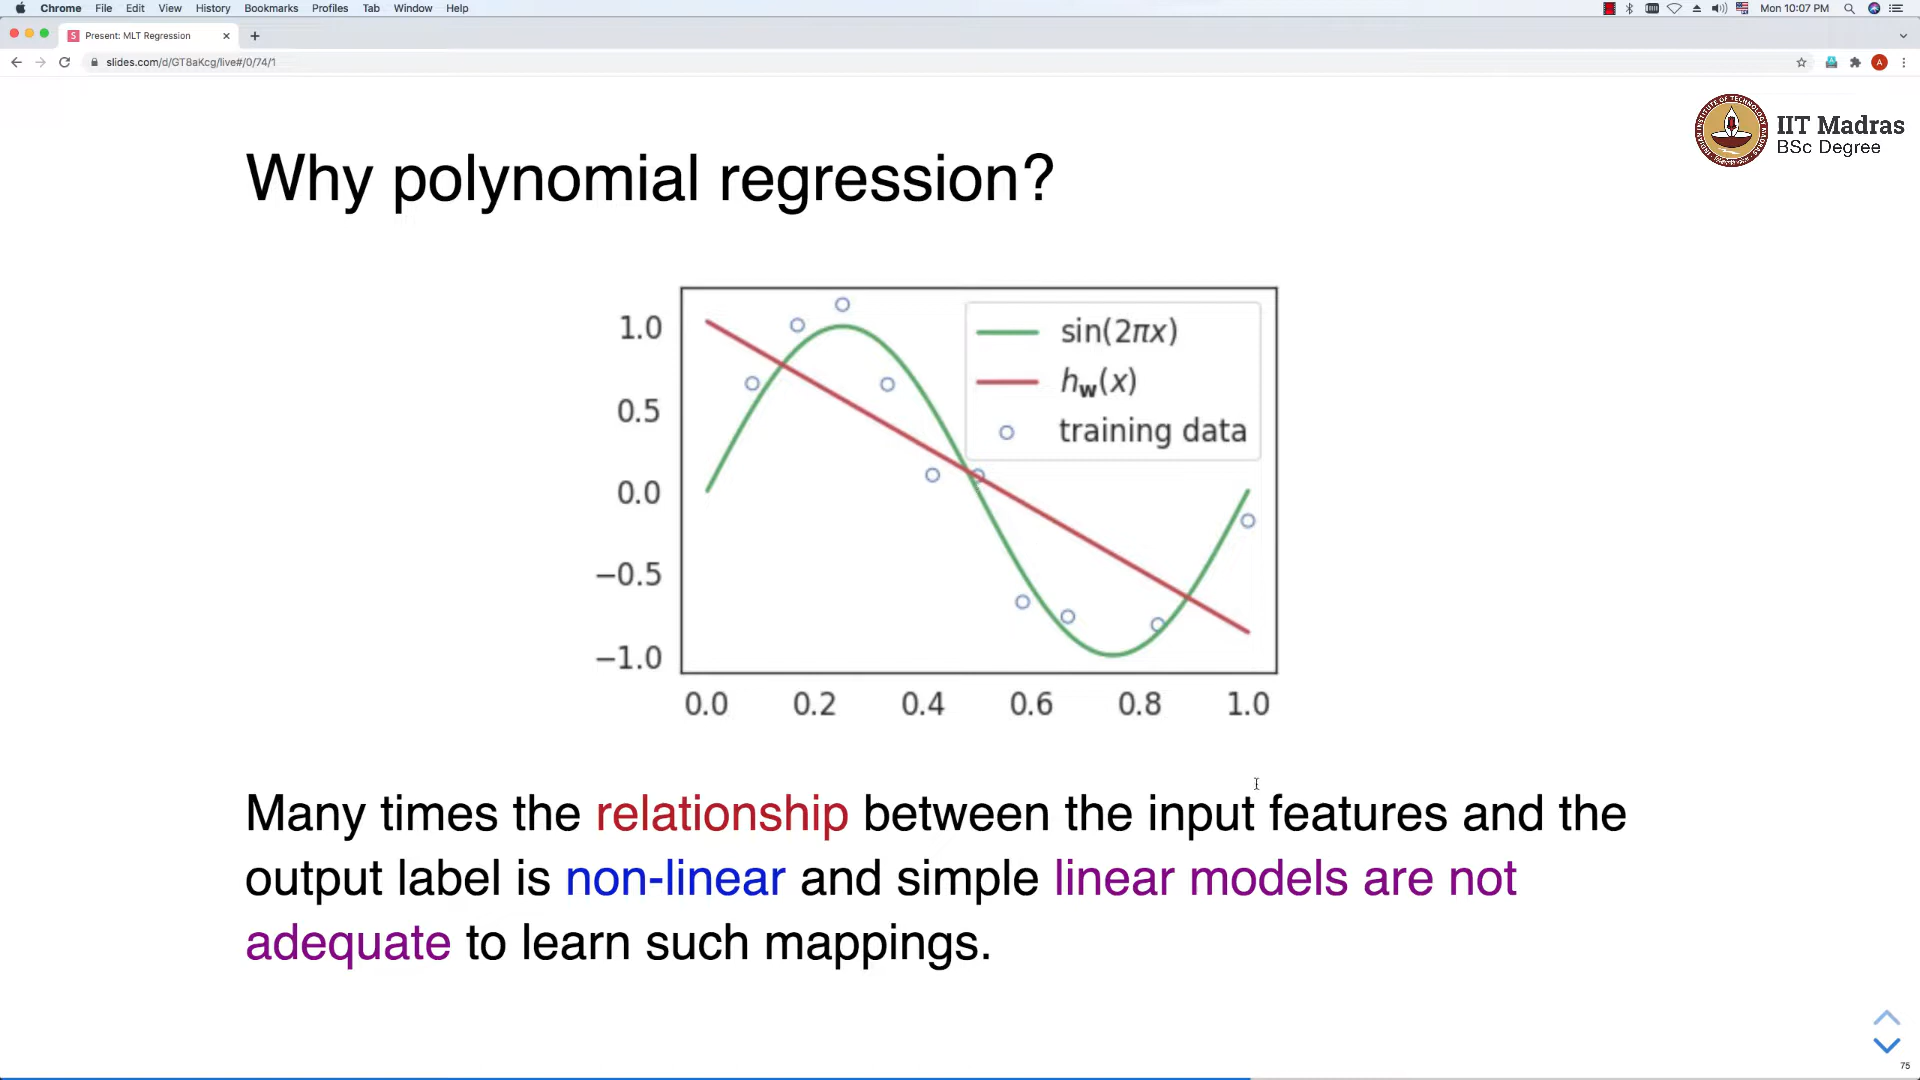 Chrome File Edit View History Bookmarks Profiles Tab Window Help Mon 10:07 PM
Present: MLT Regression
slides.com/d/GT8aKcg/live#/0/74/1
A
IIT Madras
BSc Degree
Why polynomial regression?
1.0
0.5
0.0
−0.5
−1.0
sin(2πx)
h_w(x)
training data
0.0 0.2 0.4 0.6 0.8 1.0
Many times the relationship between the input features and the
output label is non-linear and simple linear models are not
adequate to learn such mappings.
75